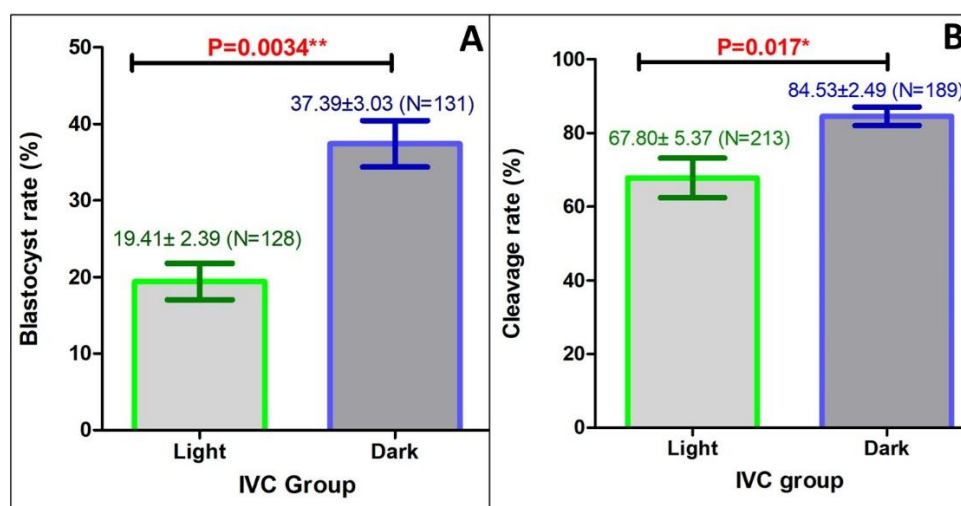 A
P=0.0034**
50
40
30
20
10
0
Blastocyst rate (%)
37.39±3.03 (N=131)
19.41± 2.39 (N=128)
Light
Dark
IVC Group
B
P=0.017*
100
80
60
40
20
0
Cleavage rate (%)
84.53±2.49 (N=189)
67.80± 5.37 (N=213)
Light
Dark
IVC group